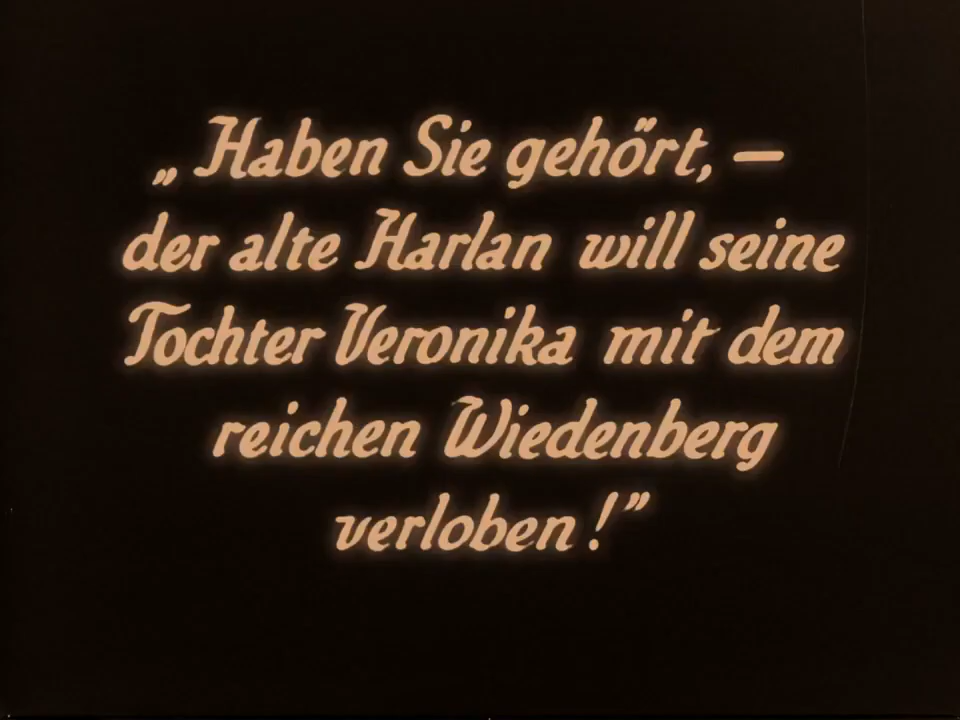 „Haben Sie gehört, —
der alte Harlan will seine
Tochter Veronika mit dem
reichen Wiedenberg
verloben!”